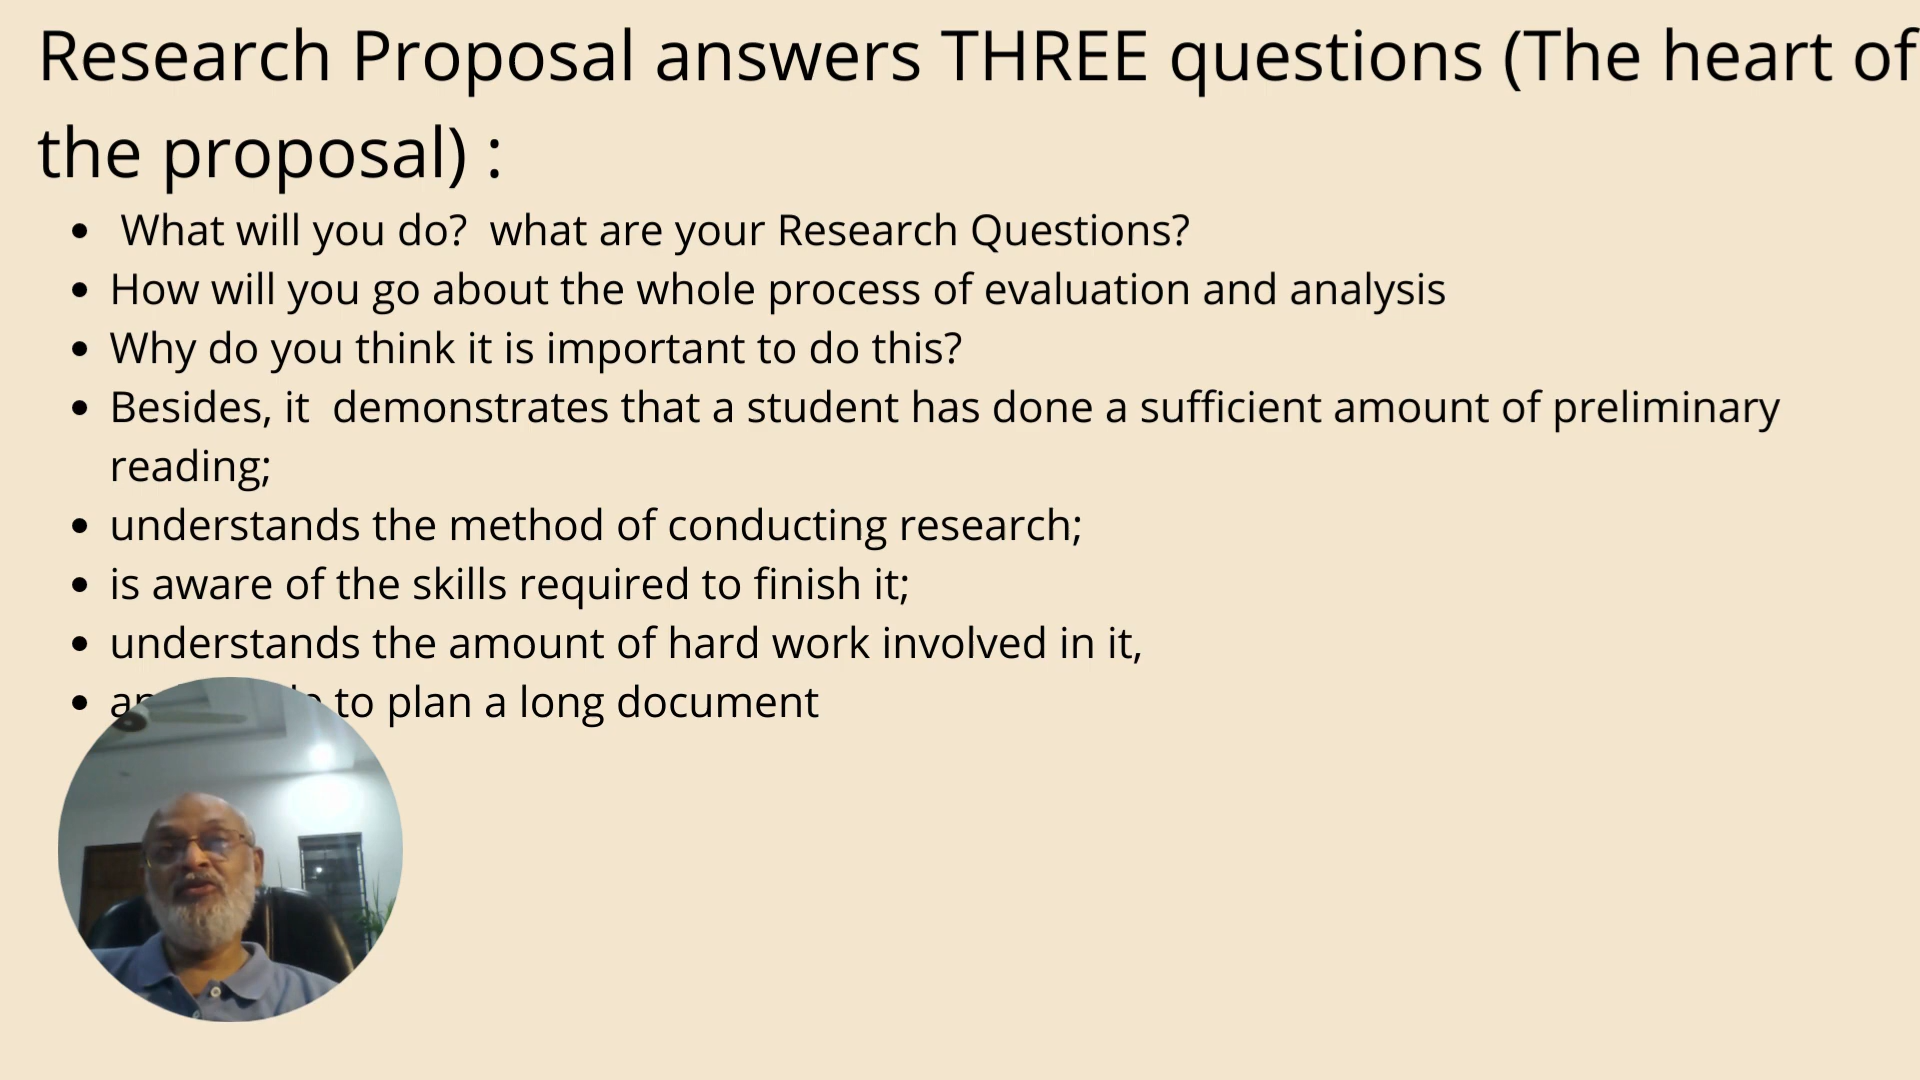 Research Proposal answers THREE questions (The heart of
the proposal) :
What will you do?  what are your Research Questions?
How will you go about the whole process of evaluation and analysis
Why do you think it is important to do this?
Besides, it  demonstrates that a student has done a sufficient amount of preliminary
reading;
understands the method of conducting research;
is aware of the skills required to finish it;
understands the amount of hard work involved in it,
to plan a long document